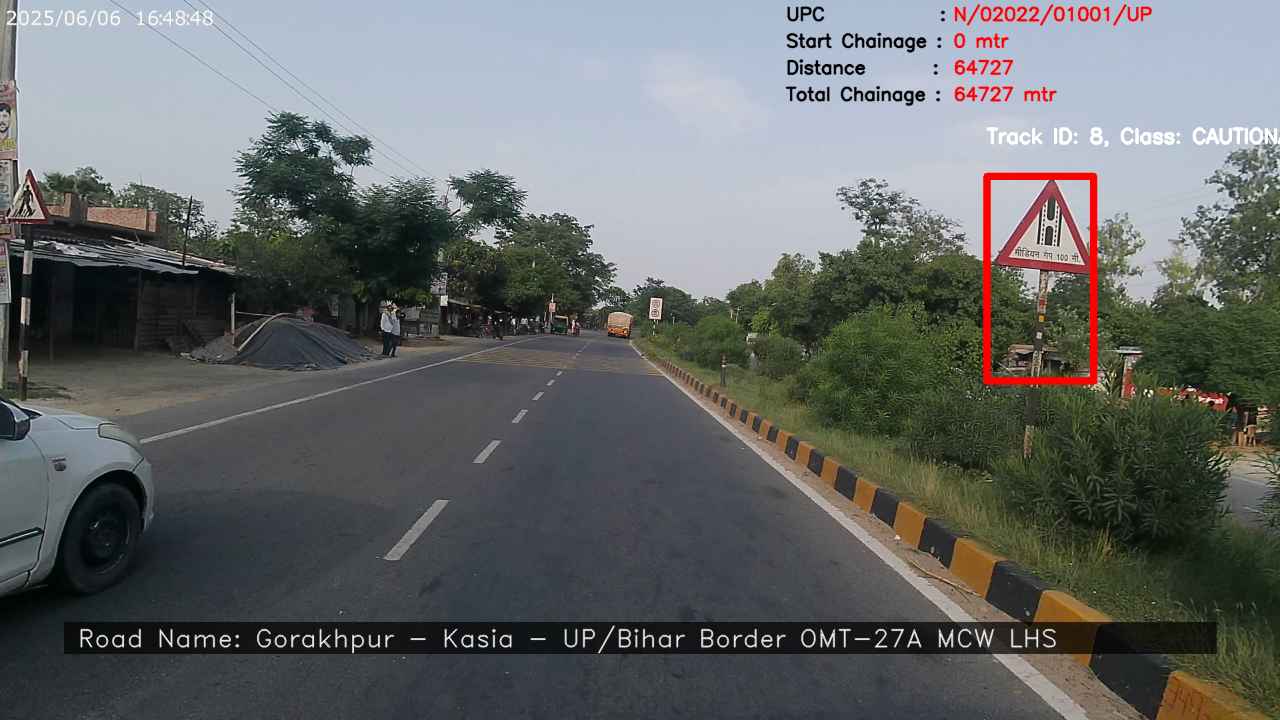 2025/06/06 16:48:48
UPC : N/02022/01001/UP
Start Chainage : 0 mtr
Distance : 64727
Total Chainage : 64727 mtr
Track ID: 8, Class: CAUTION
मीडियन गेप 100 मी.
Road Name: Gorakhpur - Kasia - UP/Bihar Border OMT-27A MCW LHS